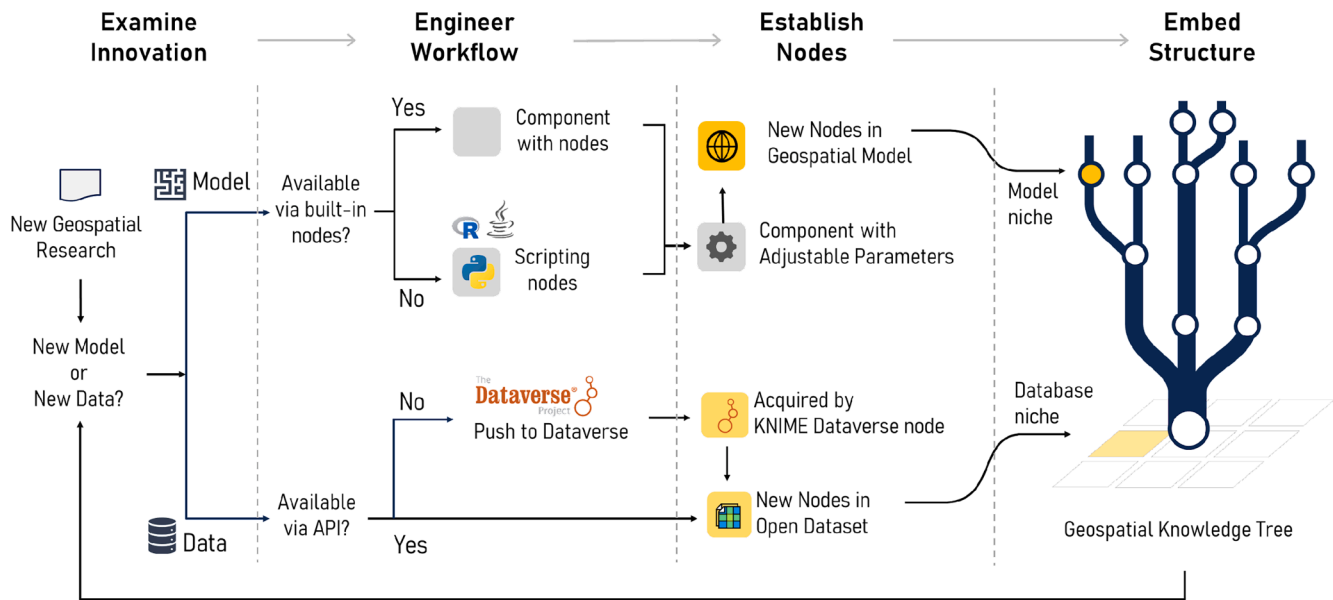 Examine
Innovation
Engineer
Workflow
Establish
Nodes
Embed
Structure
New Geospatial
Research
New Model
or
New Data?
Model
Data
Available
via built-in
nodes?
Yes
No
Component
with nodes
R
Scripting
nodes
New Nodes in
Geospatial Model
Component with
Adjustable Parameters
Model
niche
Available
via API?
No
Yes
The
Dataverse®
Project
Push to Dataverse
Acquired by
KNIME Dataverse node
New Nodes in
Open Dataset
Database
niche
Geospatial Knowledge Tree